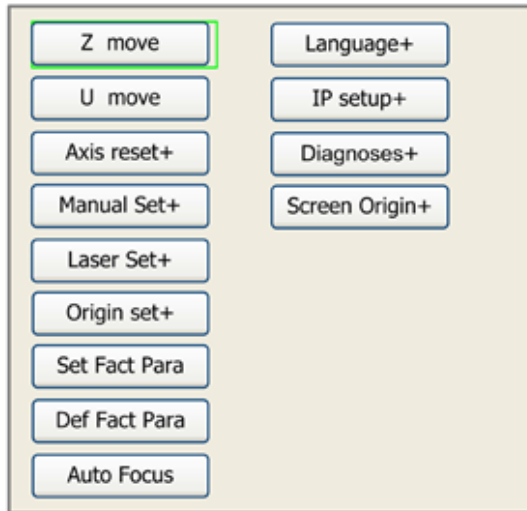 Z move
U move
Axis reset+
Manual Set+
Laser Set+
Origin set+
Set Fact Para
Def Fact Para
Auto Focus
Language+
IP setup+
Diagnoses+
Screen Origin+